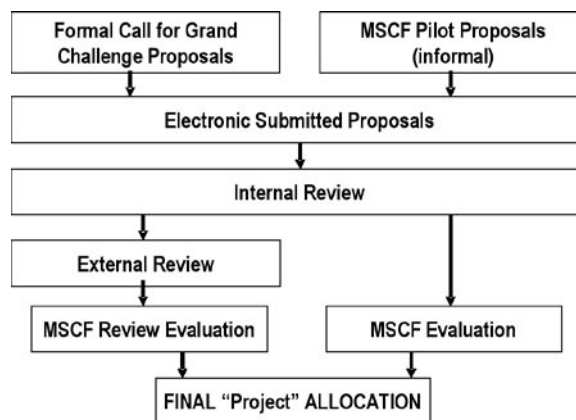 Formal Call for Grand
Challenge Proposals
MSCF Pilot Proposals
(informal)
Electronic Submitted Proposals
Internal Review
External Review
MSCF Review Evaluation
MSCF Evaluation
FINAL “Project” ALLOCATION